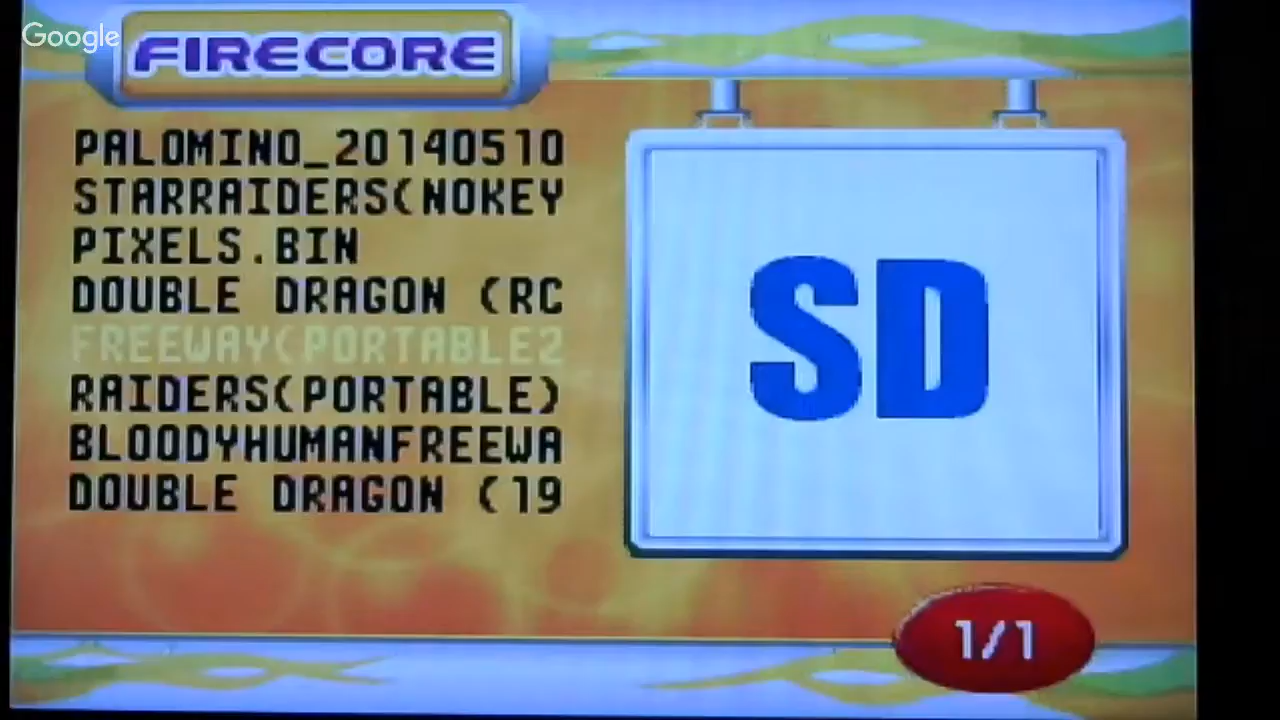 Google
FIRECORE
PALOMINO_20140510
STARRAIDERS(NOKEY
PIXELS.BIN
DOUBLE DRAGON (RC
FREEWAY(PORTABLE2
RAIDERS(PORTABLE)
BLOODYHUMANFREEWA
DOUBLE DRAGON (19
SD
1/1